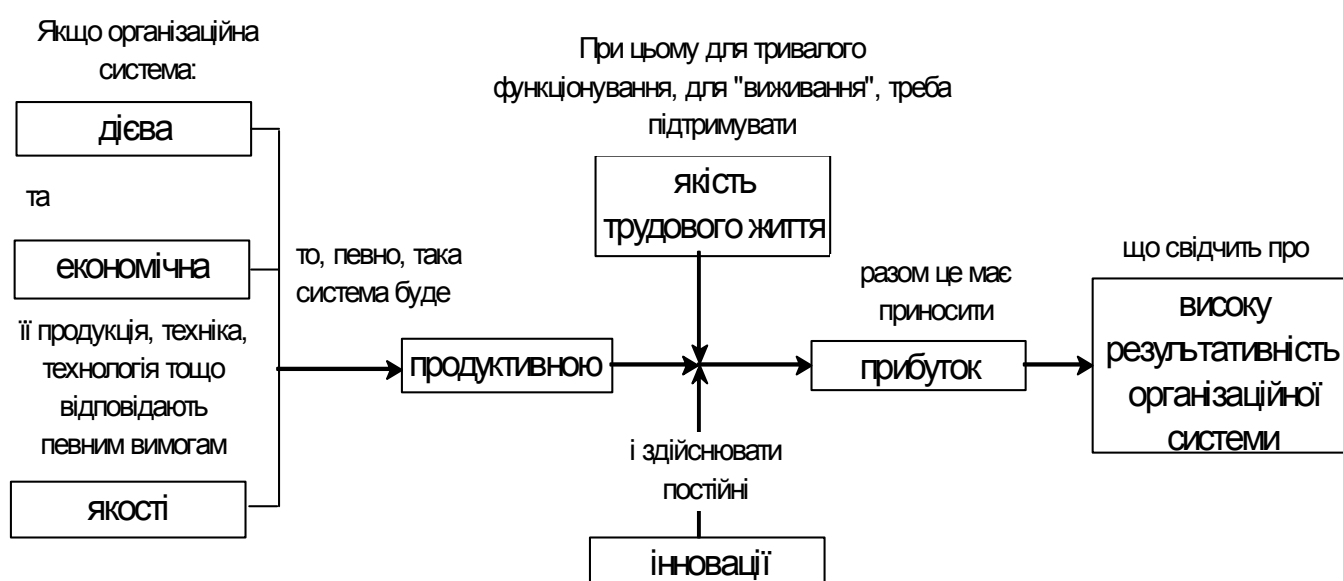 Якщо організаційна
система:
дієва
та
економічна
її продукція, техніка,
технологія тощо
відповідають
певним вимогам
якості
то, певно, така
система буде
продуктивною
При цьому для тривалого
функціонування, для "виживання", треба
підтримувати
якість
трудового життя
і здійснювати
постійні
інновації
разом це має
приносити
прибуток
що свідчить про
високу
результативність
організаційної
системи